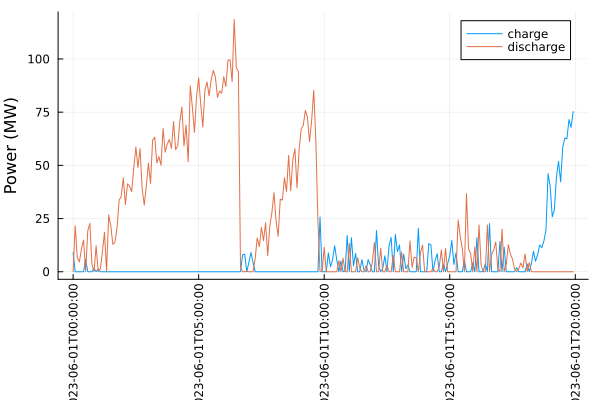 Power (MW)
100
75
50
25
0
charge
discharge
023-06-01T00:00:00
023-06-01T05:00:00
023-06-01T10:00:00
023-06-01T15:00:00
023-06-01T20:00:00